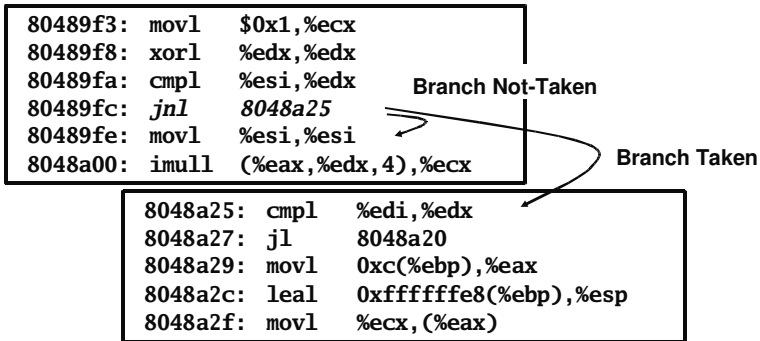 80489f3: movl $0x1,%ecx
80489f8: xorl %edx,%edx
80489fa: cmpl %esi,%edx
80489fc: jnl 8048a25
80489fe: movl %esi,%esi
8048a00: imull (%eax,%edx,4),%ecx
Branch Not-Taken
Branch Taken
8048a25: cmpl %edi,%edx
8048a27: jl 8048a20
8048a29: movl 0xc(%ebp),%eax
8048a2c: leal 0xffffffe8(%ebp),%esp
8048a2f: movl %ecx,(%eax)